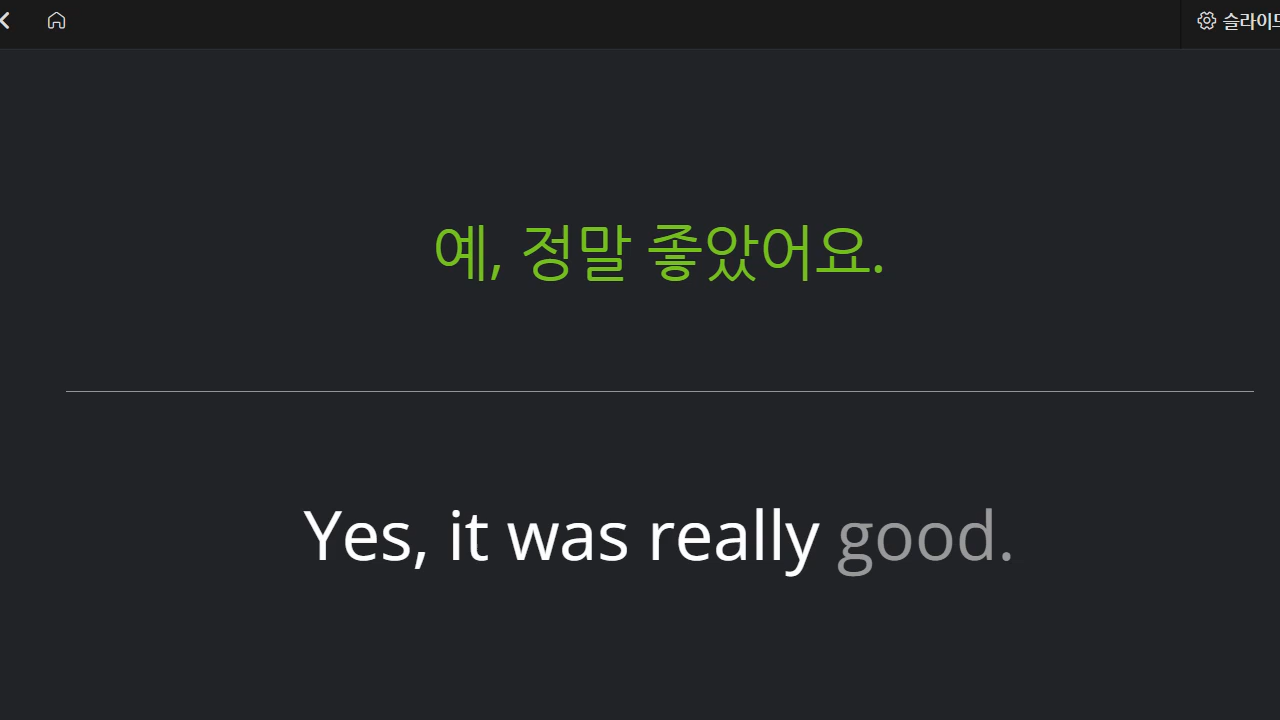 슬라이드
예, 정말 좋았어요.
Yes, it was really good.